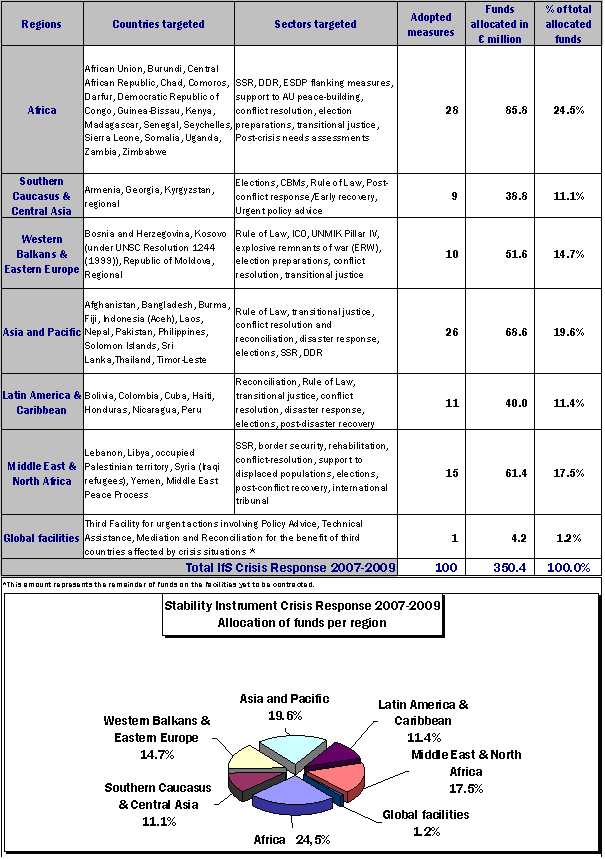 Regions
Countries targeted
Sectors targeted
Adopted
measures
Funds
allocated in
€ million
% of total
allocated
funds
Africa
African Union, Burundi, Central
African Republic, Chad, Comoros,
Darfur, Democratic Republic of
Congo, Guinea-Bissau, Kenya,
Madagascar, Senegal, Seychelles,
Sierra Leone, Somalia, Uganda,
Zambia, Zimbabwe
SSR, DDR, ESDP flanking measures,
support to AU peace-building,
conflict resolution, election
preparations, transitional justice,
Post-crisis needs assessments
28
85.8
24.5%
Southern
Caucasus &
Central Asia
Armenia, Georgia, Kyrgyzstan,
regional
Elections, CBMs, Rule of Law, Post-
conflict response/Early recovery,
Urgent policy advice
9
38.8
11.1%
Western
Balkans &
Eastern Europe
Bosnia and Herzegovina, Kosovo
(under UNSC Resolution 1244
(1999)), Republic of Moldova,
Regional
Rule of Law, ICO, UNMIK Pillar IV,
explosive remnants of war (ERW),
election preparations, conflict
resolution, transitional justice
10
51.6
14.7%
Asia and Pacific
Afghanistan, Bangladesh, Burma,
Fiji, Indonesia (Aceh), Laos,
Nepal, Pakistan, Philippines,
Solomon Islands, Sri
Lanka,Thailand, Timor-Leste
Rule of Law, transitional justice,
conflict resolution and
reconciliation, disaster response,
elections, SSR, DDR
26
68.6
19.6%
Latin America &
Caribbean
Bolivia, Colombia, Cuba, Haiti,
Honduras, Nicaragua, Peru
Reconciliation, Rule of Law,
transitional justice, conflict
resolution, disaster response,
elections, post-disaster recovery
11
40.0
11.4%
Middle East &
North Africa
Lebanon, Libya, occupied
Palestinian territory, Syria (Iraqi
refugees), Yemen, Middle East
Peace Process
SSR, border security, rehabilitation,
conflict-resolution, support to
displaced populations, elections,
post-conflict recovery, international
tribunal
15
61.4
17.5%
Global facilities
Third Facility for urgent actions involving Policy Advice, Technical
Assistance, Mediation and Reconciliation for the benefit of third
countries affected by crisis situations *
1
4.2
1.2%
Total IfS Crisis Response 2007-2009
100
350.4
100.0%
*This amount represents the remainder of funds on the facilities yet to be contracted.
Stability Instrument Crisis Response 2007-2009
Allocation of funds per region
Asia and Pacific
19.6%
Latin America &
Caribbean
11.4%
Western Balkans &
Eastern Europe
14.7%
Middle East & North
Africa
17.5%
Southern Caucasus
& Central Asia
11.1%
Global facilities
1.2%
Africa 24,5%